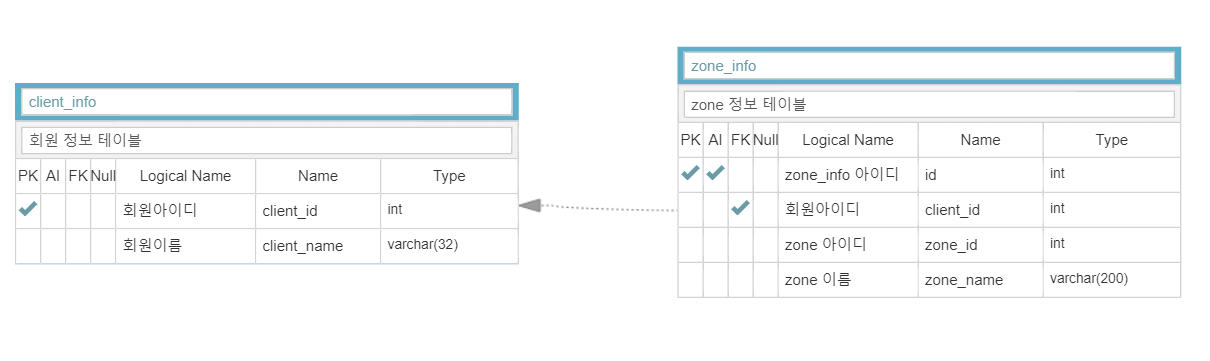 client_info
회원 정보 테이블
PK AI FK Null Logical Name Name Type
회원아이디 client_id int
회원이름 client_name varchar(32)
zone_info
zone 정보 테이블
PK AI FK Null Logical Name Name Type
zone_info 아이디 id int
회원아이디 client_id int
zone 아이디 zone_id int
zone 이름 zone_name varchar(200)